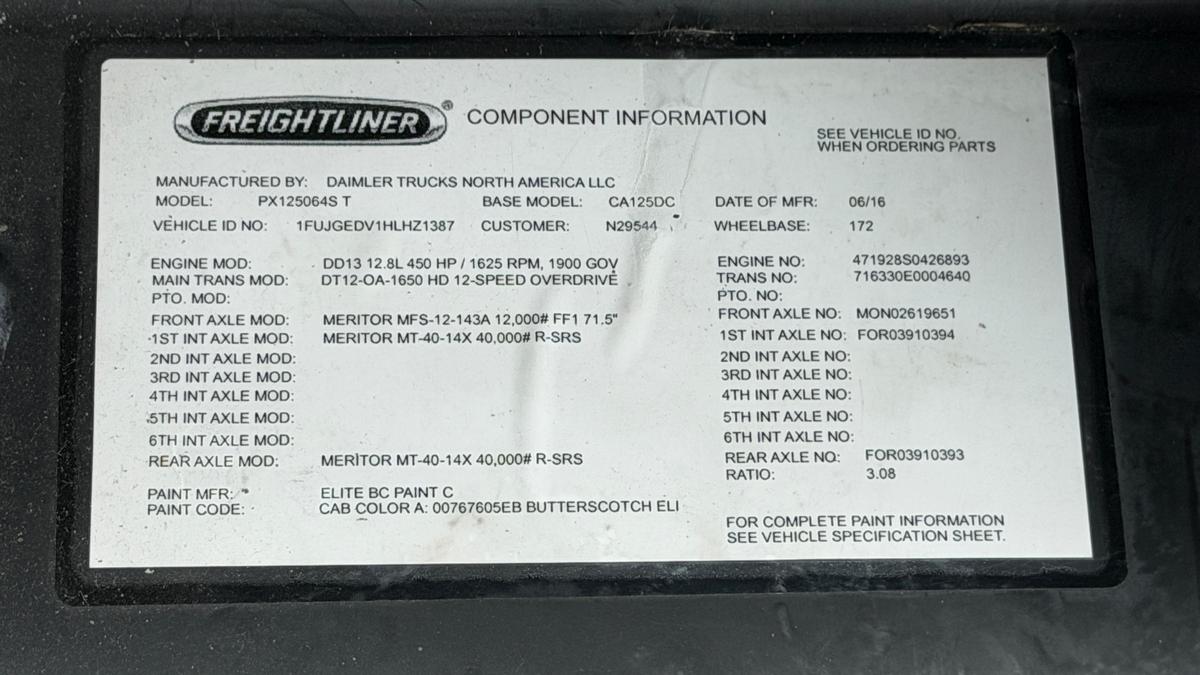 FREIGHTLINER® COMPONENT INFORMATION
SEE VEHICLE ID NO.
WHEN ORDERING PARTS
MANUFACTURED BY: DAIMLER TRUCKS NORTH AMERICA LLC
MODEL: PX125064S T BASE MODEL: CA125DC DATE OF MFR: 06/16
VEHICLE ID NO: 1FUJGEDV1HLHZ1387 CUSTOMER: N29544 WHEELBASE: 172
ENGINE MOD: DD13 12.8L 450 HP / 1625 RPM, 1900 GOV ENGINE NO: 471928S0426893
MAIN TRANS MOD: DT12-OA-1650 HD 12-SPEED OVERDRIVE TRANS NO: 716330E0004640
PTO. MOD: PTO. NO:
FRONT AXLE MOD: MERITOR MFS-12-143A 12,000# FF1 71.5" FRONT AXLE NO: MON02619651
1ST INT AXLE MOD: MERITOR MT-40-14X 40,000# R-SRS 1ST INT AXLE NO: FOR03910394
2ND INT AXLE MOD: 2ND INT AXLE NO:
3RD INT AXLE MOD: 3RD INT AXLE NO:
4TH INT AXLE MOD: 4TH INT AXLE NO:
5TH INT AXLE MOD: 5TH INT AXLE NO:
6TH INT AXLE MOD: 6TH INT AXLE NO:
REAR AXLE MOD: MERITOR MT-40-14X 40,000# R-SRS REAR AXLE NO: FOR03910393
RATIO: 3.08
PAINT MFR: ELITE BC PAINT C
PAINT CODE: CAB COLOR A: 00767605EB BUTTERSCOTCH ELI
FOR COMPLETE PAINT INFORMATION
SEE VEHICLE SPECIFICATION SHEET.